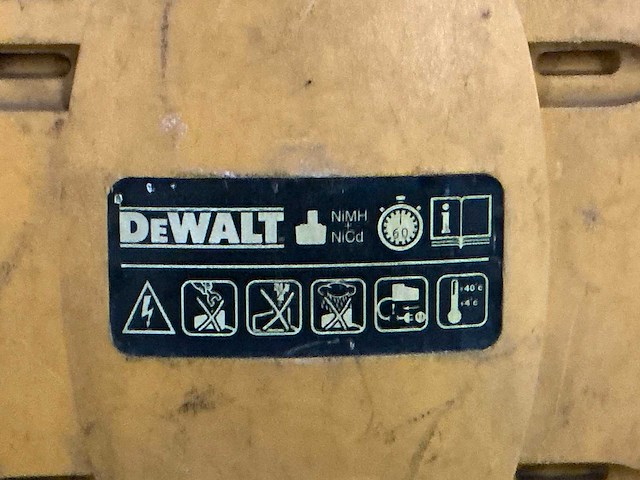 DEWALT
NiMH
+
NiCd
60
i
+40°c
+4°c